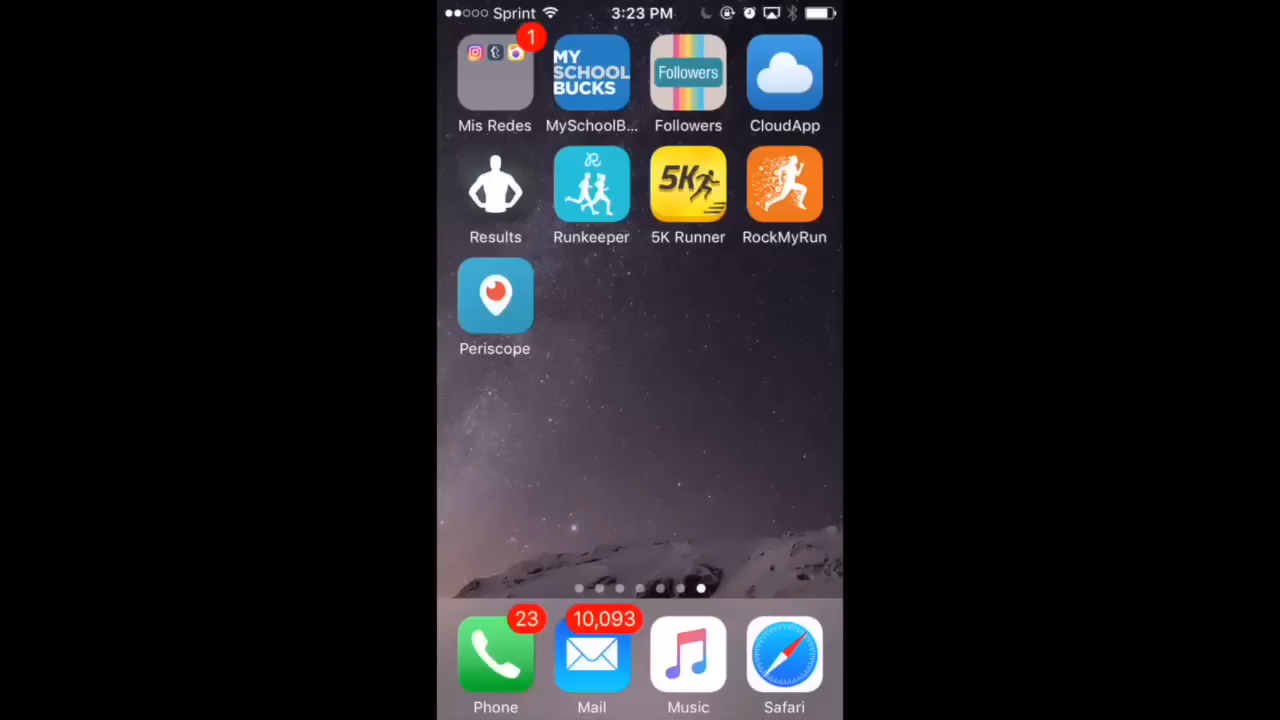 Sprint 3:23 PM
1
MY SCHOOL BUCKS
Followers
Mis Redes MySchoolB... Followers CloudApp
5K
Results Runkeeper 5K Runner RockMyRun
Periscope
23 10,093
Phone Mail Music Safari